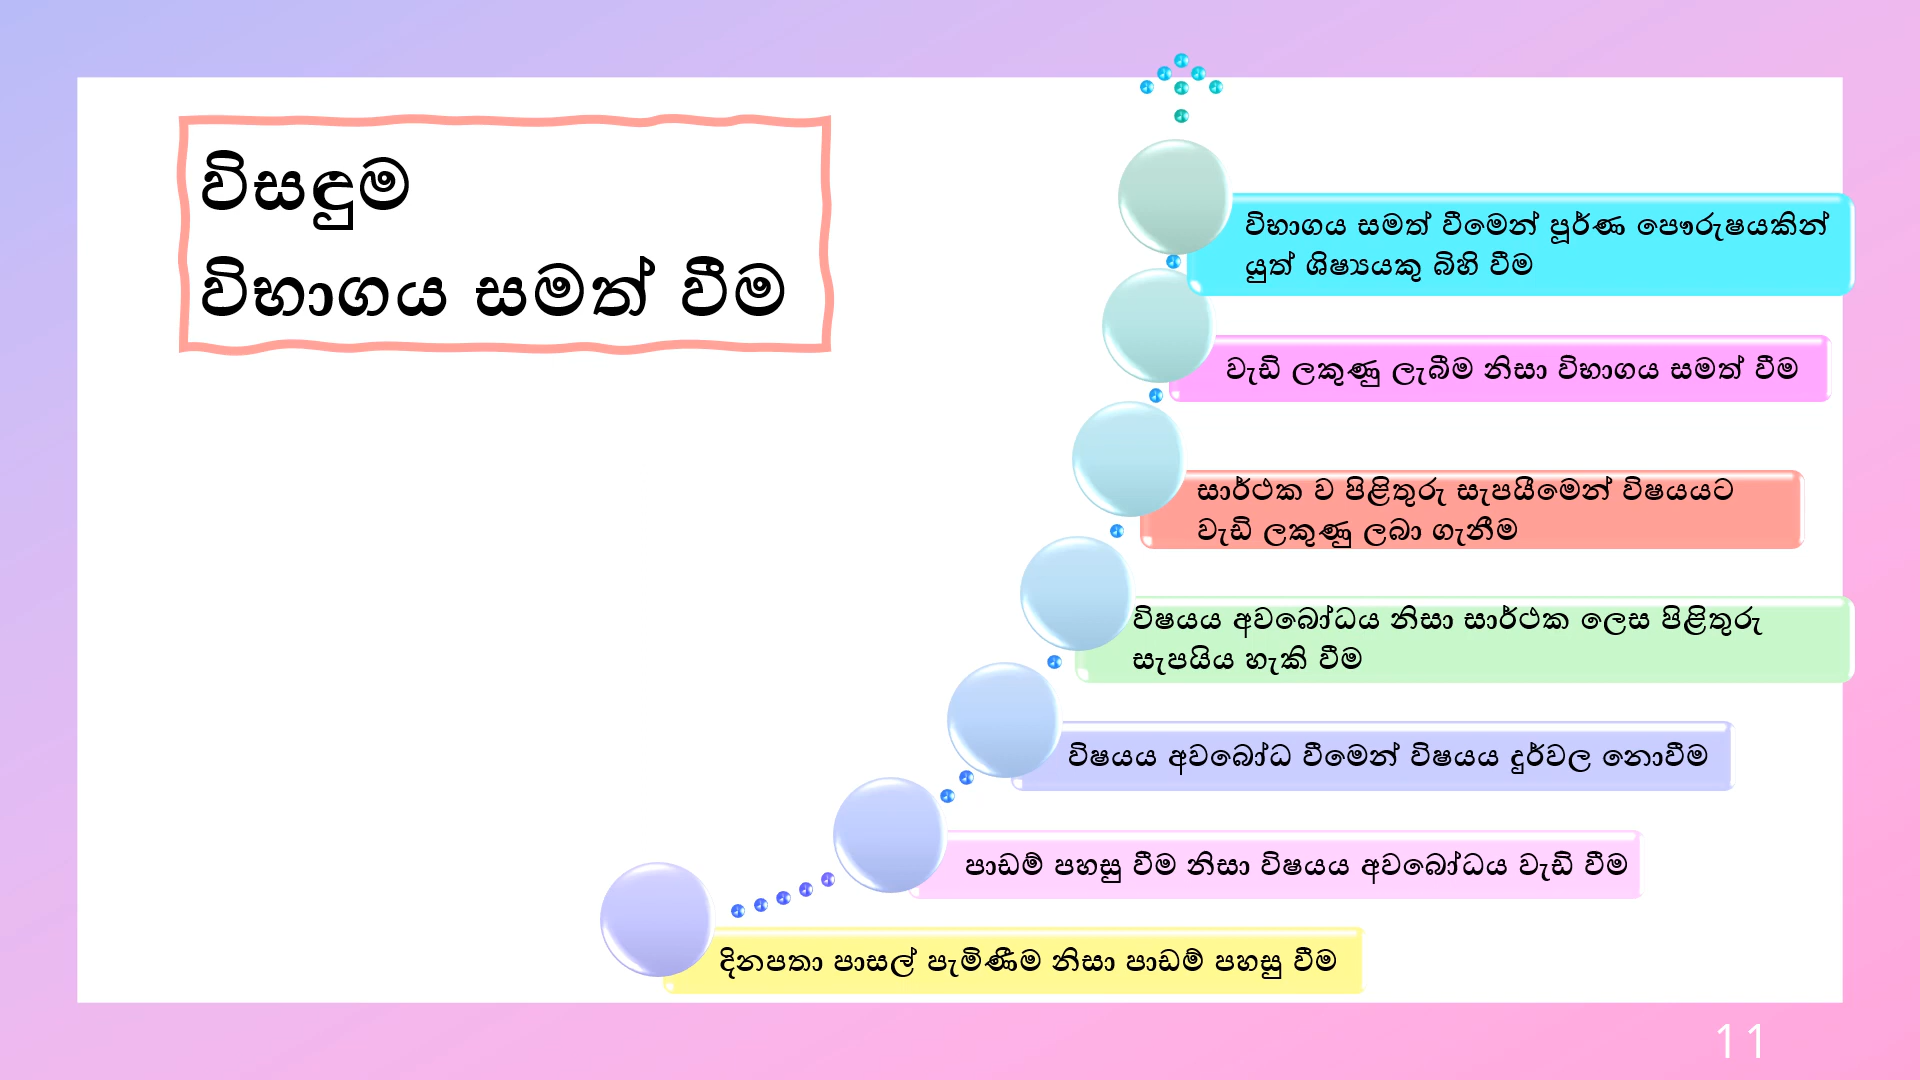 විසඳුම
විභාගය සමත් වීම
විභාගය සමත් වීමෙන් පූර්ණ පෞරුෂයකින්
යුත් ශිෂ්‍යයකු බිහි වීම
වැඩි ලකුණු ලැබීම නිසා විභාගය සමත් වීම
සාර්ථක ව පිළිතුරු සැපයීමෙන් විෂයයට
වැඩි ලකුණු ලබා ගැනීම
විෂයය අවබෝධය නිසා සාර්ථක ලෙස පිළිතුරු
සැපයිය හැකි වීම
විෂයය අවබෝධ වීමෙන් විෂයය දුර්වල නොවීම
පාඩම් පහසු වීම නිසා විෂයය අවබෝධය වැඩි වීම
දිනපතා පාසල් පැමිණීම නිසා පාඩම් පහසු වීම
11